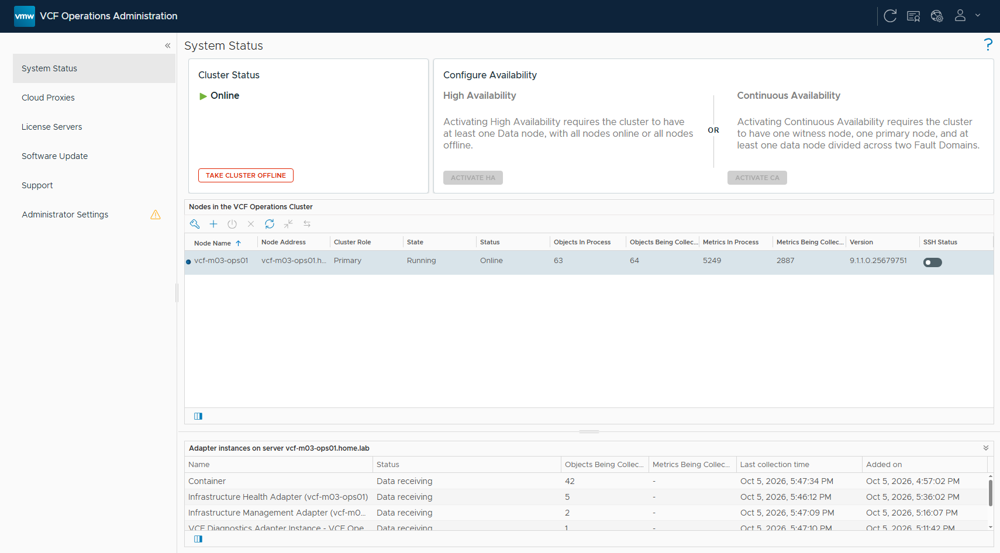 vmw VCF Operations Administration
System Status
Cloud Proxies
License Servers
Software Update
Support
Administrator Settings
System Status
?
Cluster Status
Online
TAKE CLUSTER OFFLINE
Configure Availability
High Availability
Activating High Availability requires the cluster to have
at least one Data node, with all nodes online or all nodes
offline.
ACTIVATE HA
OR
Continuous Availability
Activating Continuous Availability requires the cluster
to have one witness node, one primary node, and at
least one data node divided across two Fault Domains.
ACTIVATE CA
Nodes in the VCF Operations Cluster
Node Name Node Address Cluster Role State Status Objects In Process Objects Being Collec... Metrics In Process Metrics Being Collec... Version SSH Status
vcf-m03-ops01 vcf-m03-ops01.h... Primary Running Online 63 64 5249 2887 9.1.1.0.25679751
Adapter instances on server vcf-m03-ops01.home.lab
Name Status Objects Being Collec... Metrics Being Collec... Last collection time Added on
Container Data receiving 42 - Oct 5, 2026, 5:47:34 PM Oct 5, 2026, 4:57:02 PM
Infrastructure Health Adapter (vcf-m03-ops01) Data receiving 5 - Oct 5, 2026, 5:46:12 PM Oct 5, 2026, 5:36:02 PM
Infrastructure Management Adapter (vcf-m0... Data receiving 2 - Oct 5, 2026, 5:47:09 PM Oct 5, 2026, 5:16:07 PM
VCF Diagnostics Adapter Instance - VCF Ope... Data receiving 1 - Oct 5, 2026, 5:47:10 PM Oct 5, 2026, 5:11:42 PM